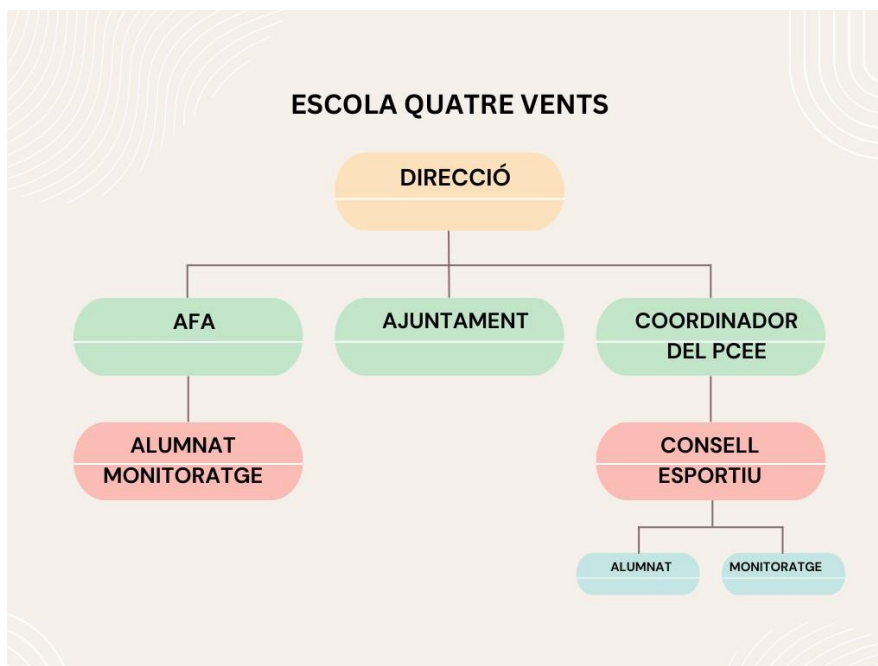 ESCOLA QUATRE VENTS
DIRECCIÓ
AFA
AJUNTAMENT
COORDINADOR
DEL PCEE
ALUMNAT
MONITORATGE
CONSELL
ESPORTIU
ALUMNAT
MONITORATGE